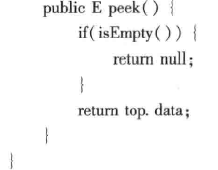 public E peek() {
if(isEmpty()) {
return null;
}
return top. data;
}
}